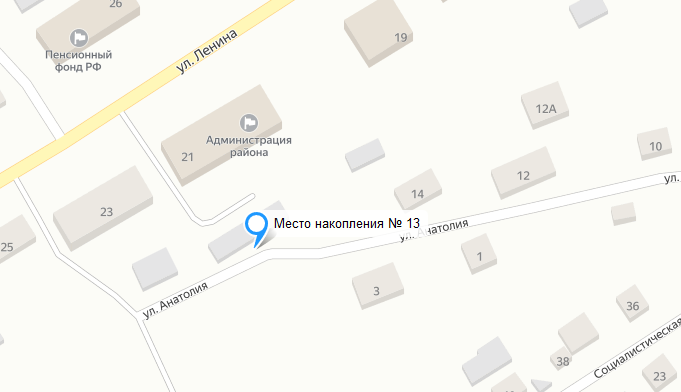 26
Пенсионный
фонд РФ
ул. Ленина
19
12А
Администрация
района
21
10
12
ул.
14
23
Место накопления № 13
ул. Анатолия
25
1
ул. Анатолия
3
36
Социалистическая
38
23